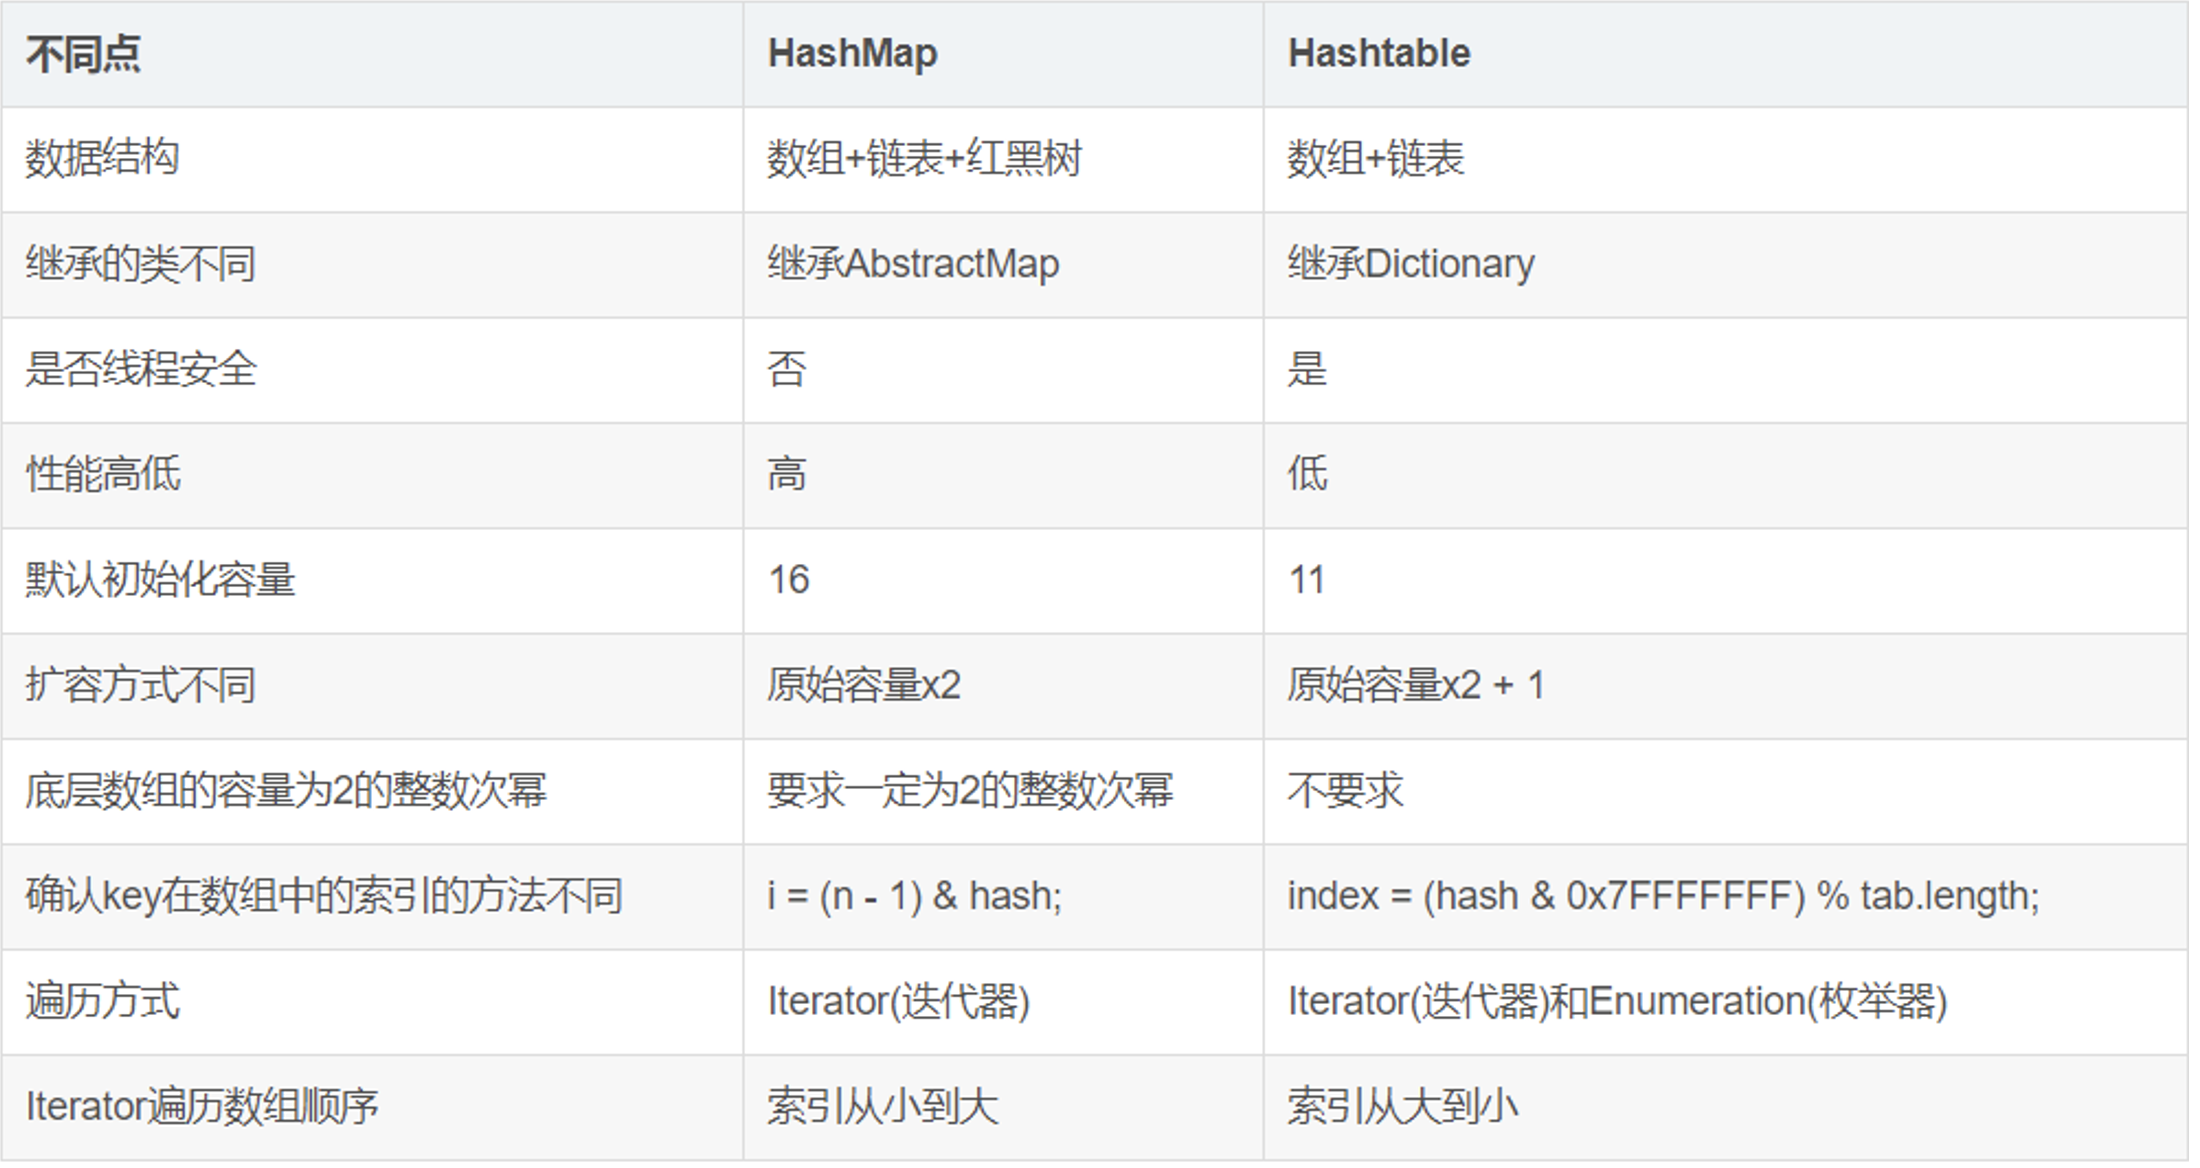 不同点 HashMap Hashtable
数据结构 数组+链表+红黑树 数组+链表
继承的类不同 继承AbstractMap 继承Dictionary
是否线程安全 否 是
性能高低 高 低
默认初始化容量 16 11
扩容方式不同 原始容量x2 原始容量x2 + 1
底层数组的容量为2的整数次幂 要求一定为2的整数次幂 不要求
确认key在数组中的索引的方法不同 i = (n - 1) & hash; index = (hash & 0x7FFFFFFF) % tab.length;
遍历方式 Iterator(迭代器) Iterator(迭代器)和Enumeration(枚举器)
Iterator遍历数组顺序 索引从小到大 索引从大到小